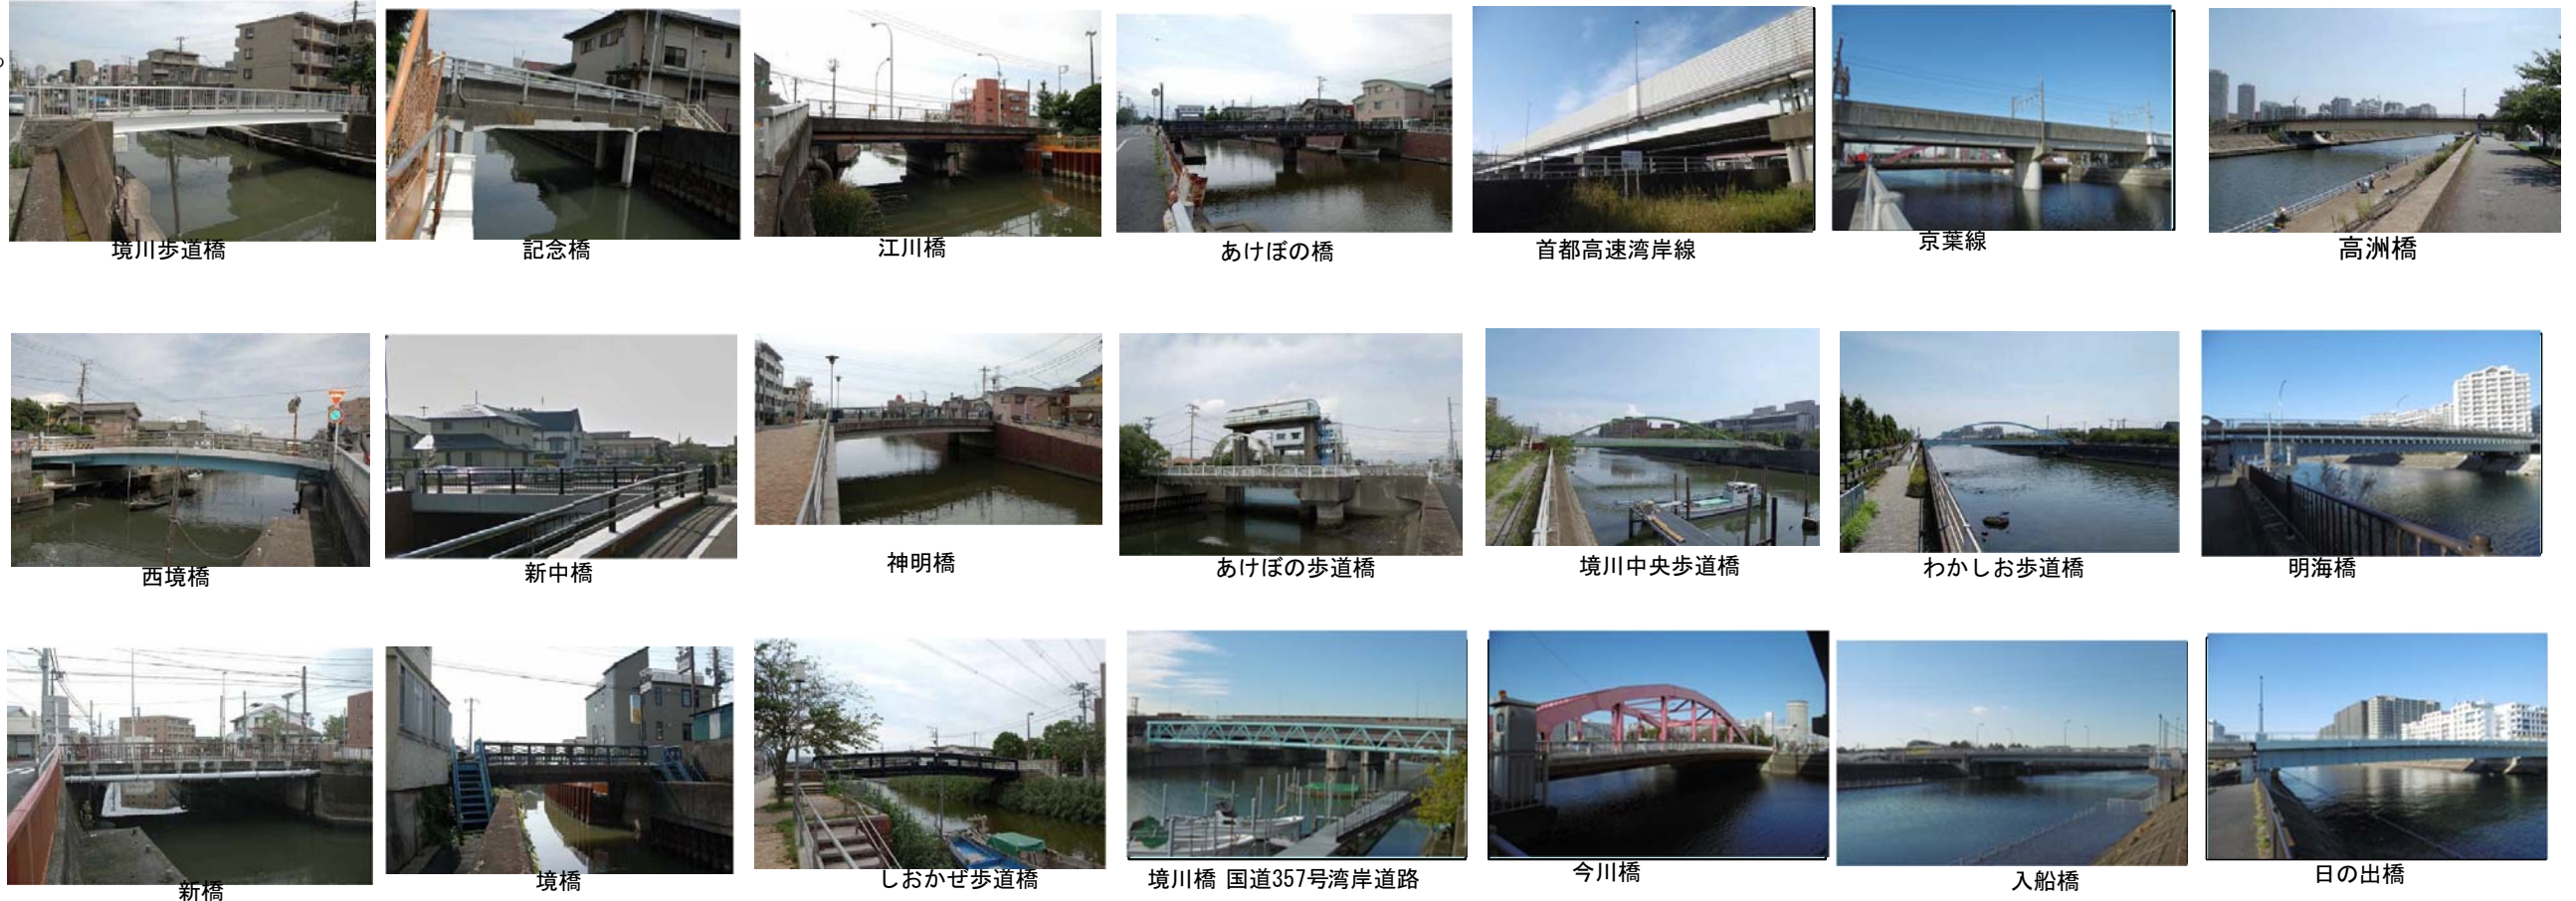 境川歩道橋
記念橋
江川橋
あけぼの橋
首都高速湾岸線
京葉線
高洲橋
西境橋
新中橋
神明橋
あけぼの歩道橋
境川中央歩道橋
わかしお歩道橋
明海橋
新橋
境橋
しおかぜ歩道橋
境川橋 国道357号湾岸道路
今川橋
入船橋
日の出橋